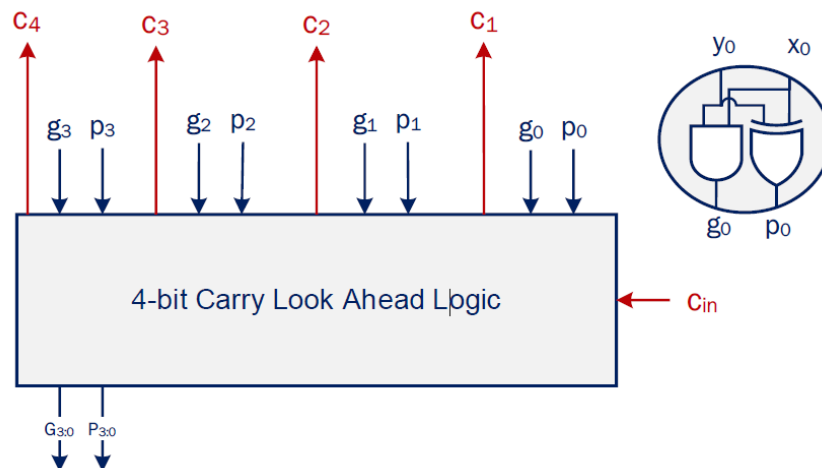 c₄ c₃ c₂ c₁
y₀ x₀
g₃ p₃ g₂ p₂ g₁ p₁ g₀ p₀
g₀ p₀
4-bit Carry Look Ahead Logic
cᵢₙ
G₃:₀ P₃:₀